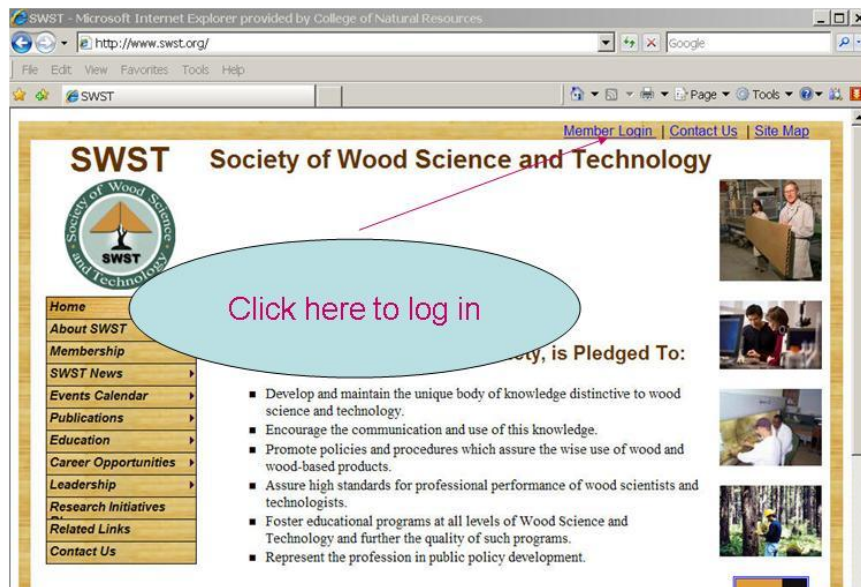 SWST - Microsoft Internet Explorer provided by College of Natural Resources
http://www.swst.org/
Google
File Edit View Favorites Tools Help
SWST
Page Tools
Member Login | Contact Us | Site Map
SWST Society of Wood Science and Technology
Society of Wood Science
and Technology
SWST
Click here to log in
Home
About SWST
Membership
SWST News
Events Calendar
Publications
Education
Career Opportunities
Leadership
Research Initiatives
Related Links
Contact Us
is Pledged To:
Develop and maintain the unique body of knowledge distinctive to wood
science and technology.
Encourage the communication and use of this knowledge.
Promote policies and procedures which assure the wise use of wood and
wood-based products.
Assure high standards for professional performance of wood scientists and
technologists.
Foster educational programs at all levels of Wood Science and
Technology and further the quality of such programs.
Represent the profession in public policy development.